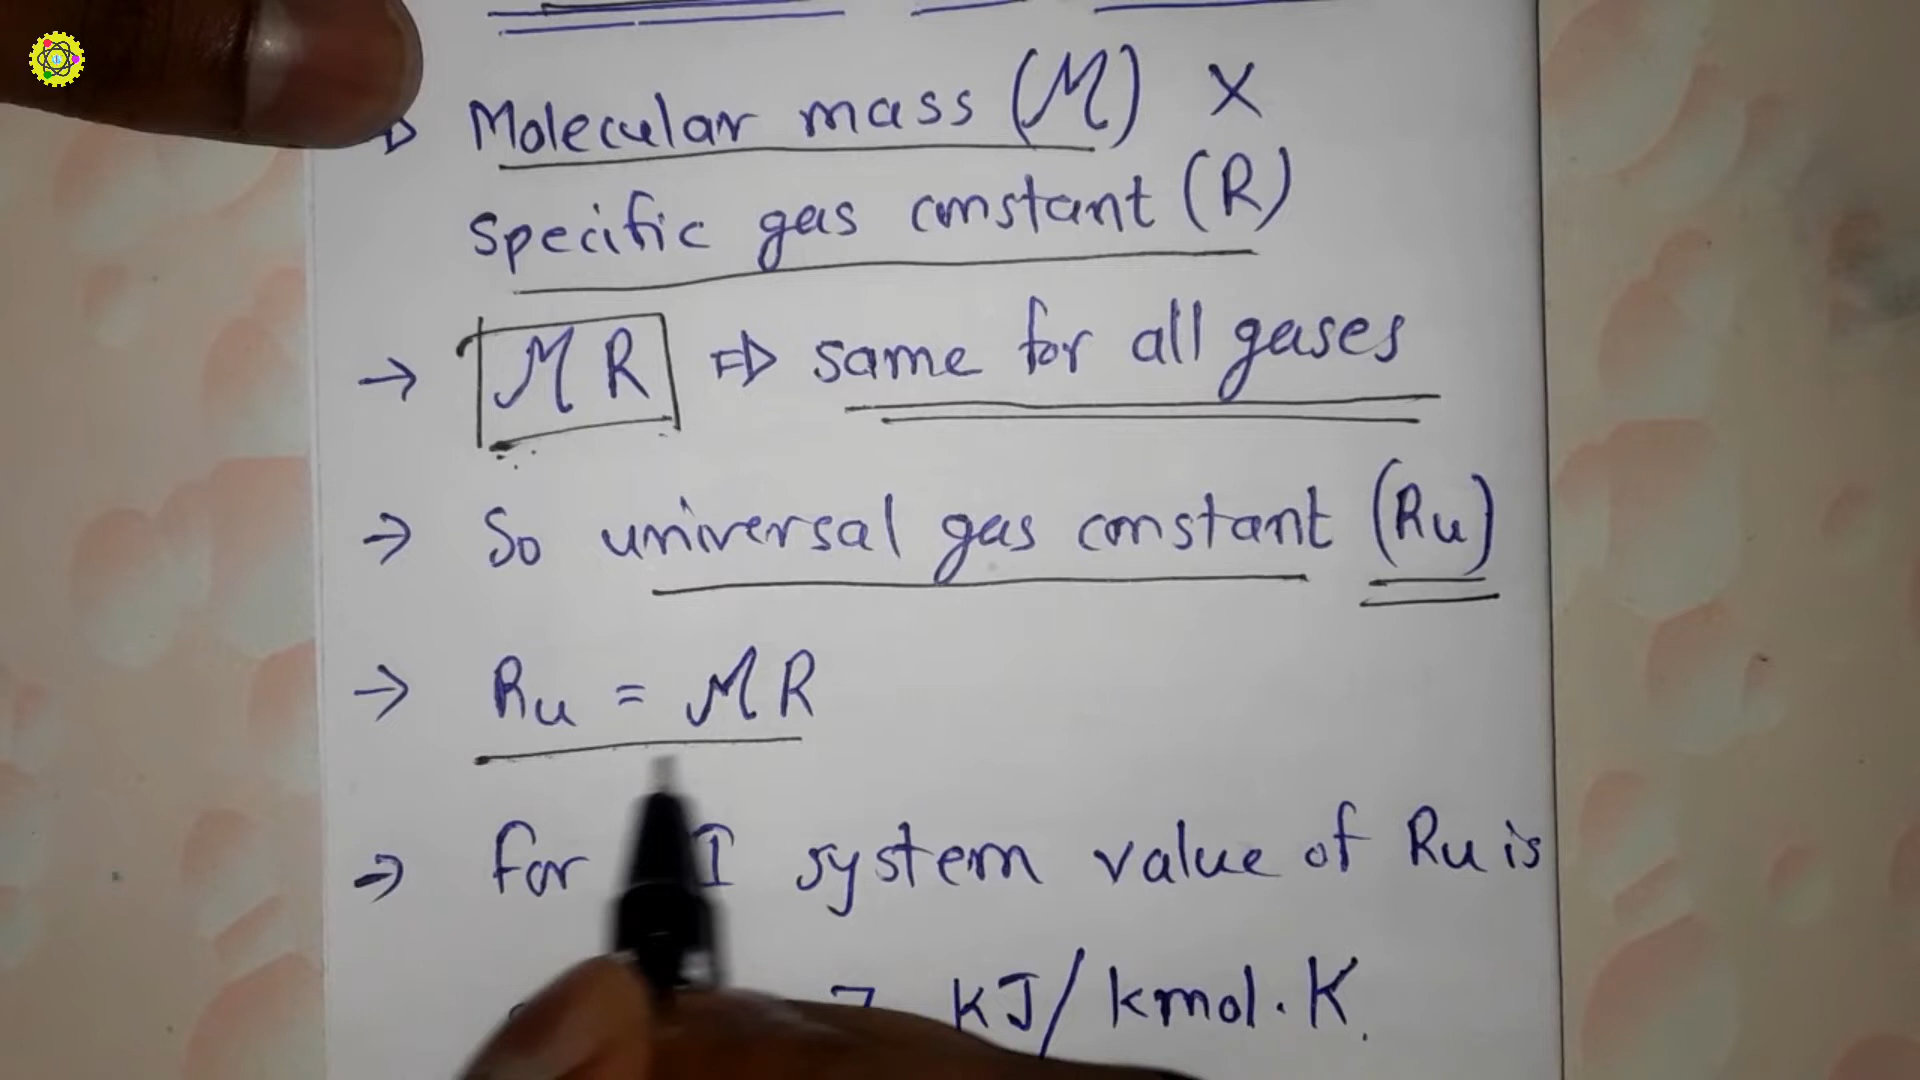 ⇒ Molecular mass (M) ×
specific gas constant (R)
→ MR ⇒ same for all gases
→ So universal gas constant (Ru)
→ Ru = MR
→ for I system value of Ru is
7 kJ/kmol.K.